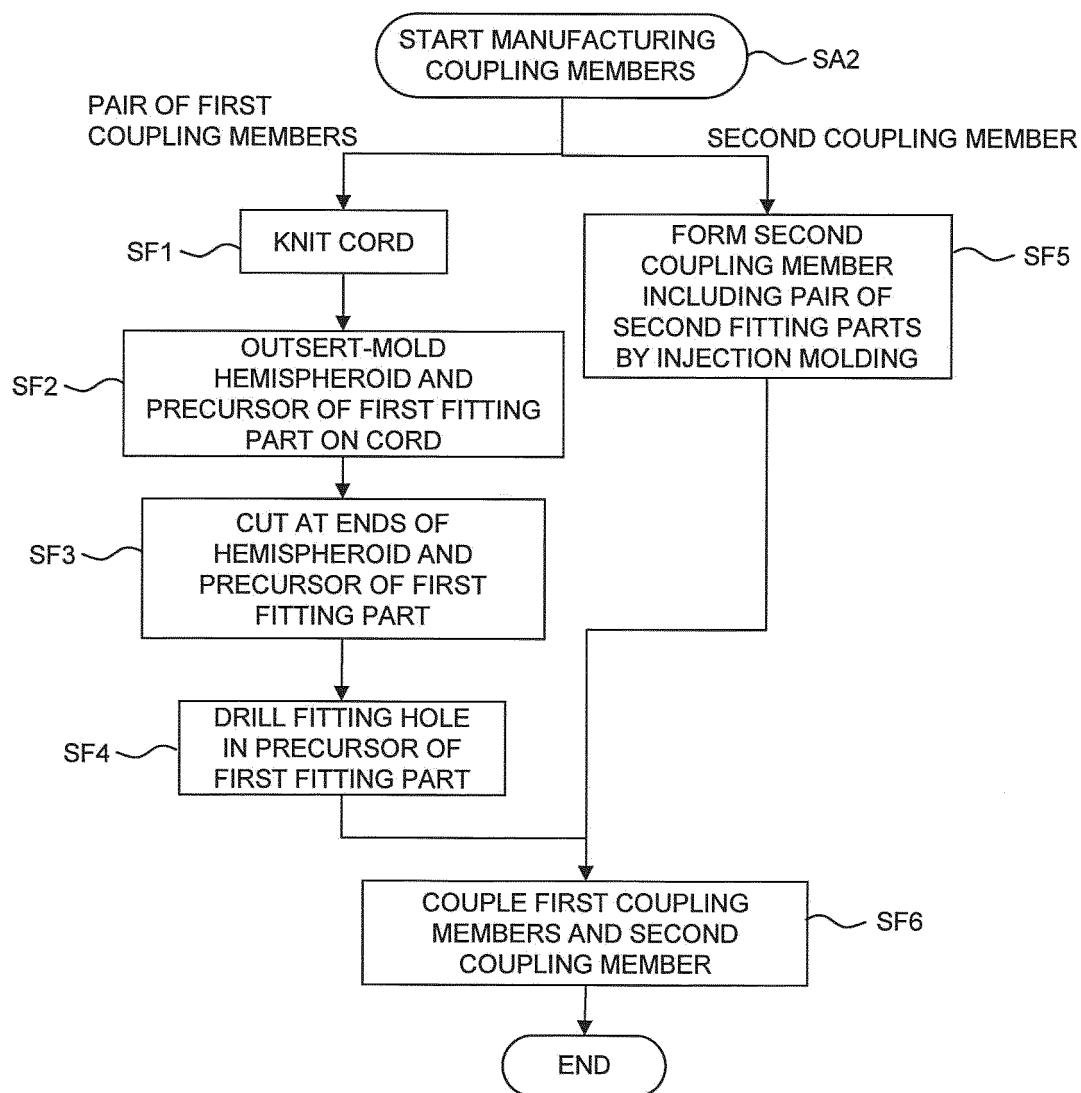 START MANUFACTURING
COUPLING MEMBERS
SA2
PAIR OF FIRST
COUPLING MEMBERS
SECOND COUPLING MEMBER
KNIT CORD
SF1
FORM SECOND
COUPLING MEMBER
INCLUDING PAIR OF
SECOND FITTING PARTS
BY INJECTION MOLDING
SF5
OUTSERT-MOLD
HEMISPHEROID AND
PRECURSOR OF FIRST FITTING
PART ON CORD
SF2
CUT AT ENDS OF
HEMISPHEROID AND
PRECURSOR OF FIRST
FITTING PART
SF3
DRILL FITTING HOLE
IN PRECURSOR OF
FIRST FITTING PART
SF4
COUPLE FIRST COUPLING
MEMBERS AND SECOND
COUPLING MEMBER
SF6
END